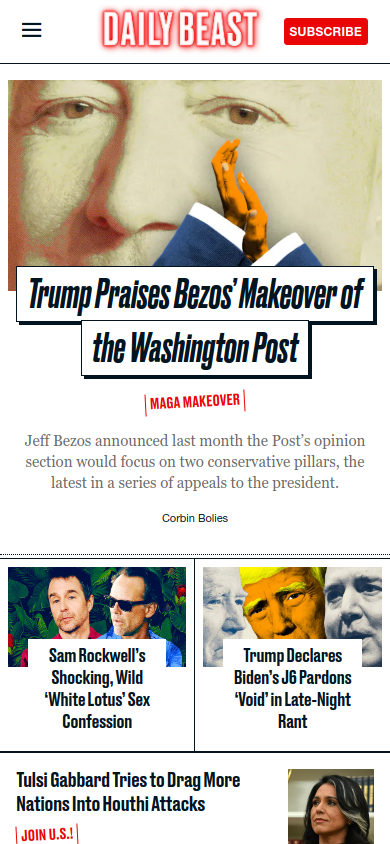 DAILY BEAST
SUBSCRIBE
Trump Praises Bezos’ Makeover of
the Washington Post
MAGA MAKEOVER
Jeff Bezos announced last month the Post’s opinion
section would focus on two conservative pillars, the
latest in a series of appeals to the president.
Corbin Bolies
Sam Rockwell’s
Shocking, Wild
‘White Lotus’ Sex
Confession
Trump Declares
Biden’s J6 Pardons
‘Void’ in Late-Night
Rant
Tulsi Gabbard Tries to Drag More
Nations Into Houthi Attacks
JOIN U.S.!